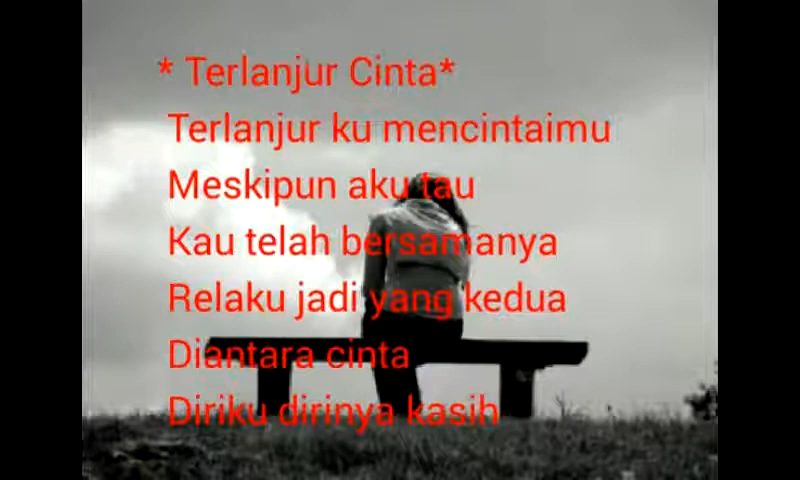 * Terlanjur Cinta*
Terlanjur ku mencintaimu
Meskipun aku tau
Kau telah bersamanya
Relaku jadi yang kedua
Diantara cinta
Diriku dirinya kasih